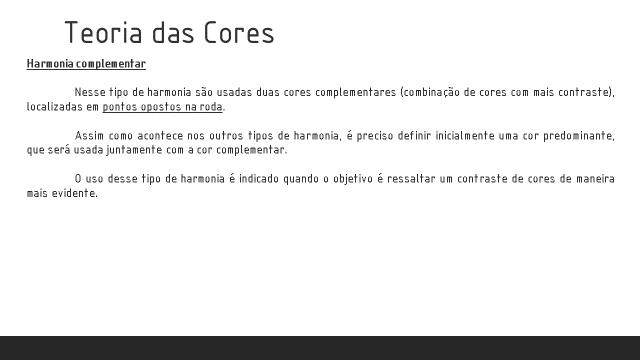 Teoria das Cores
Harmonia complementar
Nesse tipo de harmonia são usadas duas cores complementares (combinação de cores com mais contraste),
localizadas em pontos opostos na roda.
Assim como acontece nos outros tipos de harmonia, é preciso definir inicialmente uma cor predominante,
que será usada juntamente com a cor complementar.
O uso desse tipo de harmonia é indicado quando o objetivo é ressaltar um contraste de cores de maneira
mais evidente.